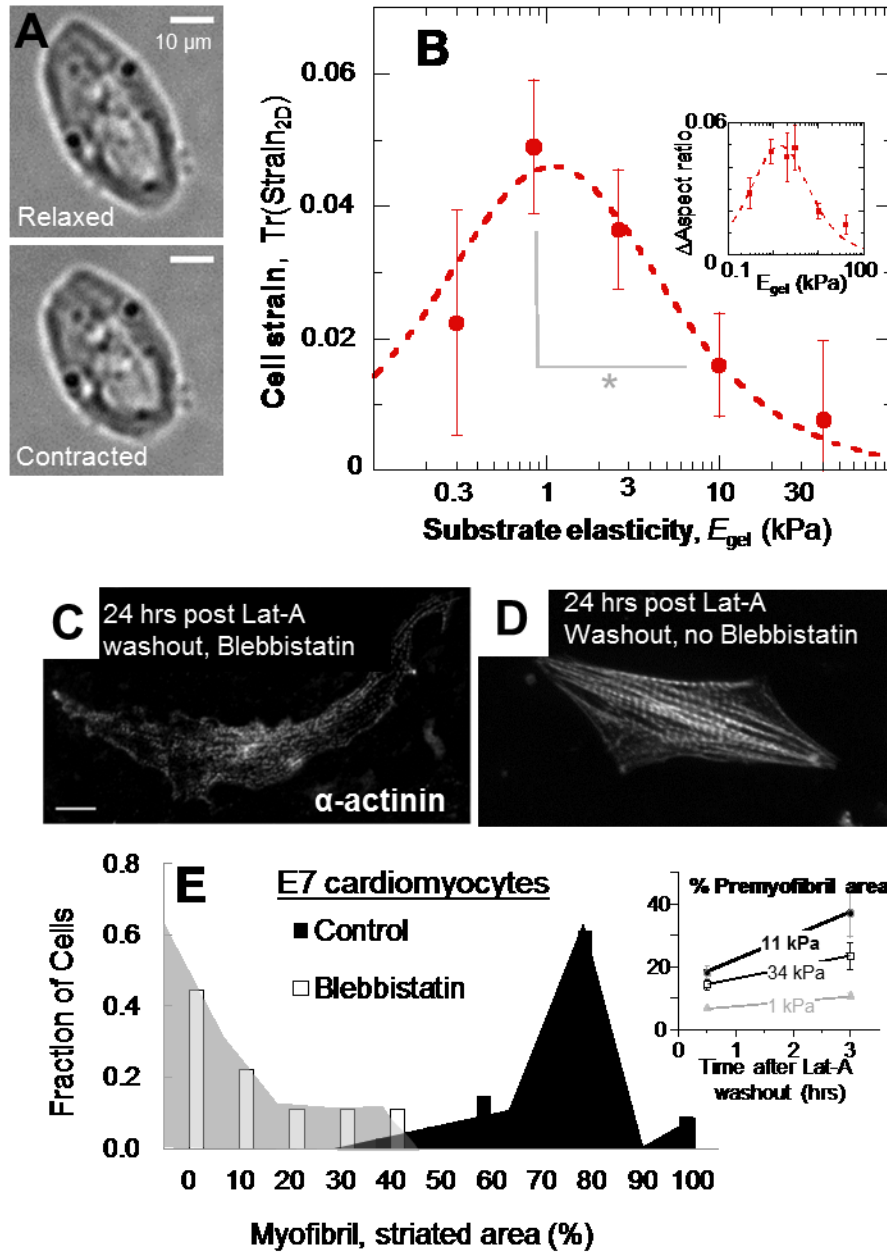 A
10 μm
Relaxed
Contracted
B
Cell strain, Tr(Strain2D)
0.06
0.04
0.02
0
0.3
1
3
10
30
Substrate elasticity, Egel (kPa)
*
ΔAspect ratio
0.06
0
0.1
100
Egel (kPa)
C
24 hrs post Lat-A
washout, Blebbistatin
α-actinin
D
24 hrs post Lat-A
Washout, no Blebbistatin
E
E7 cardiomyocytes
Control
Blebbistatin
Fraction of Cells
0.8
0.6
0.4
0.2
0.0
0 10 20 30 40 50 60 70 80 90 100
Myofibril, striated area (%)
% Premyofibril area
40
20
0
11 kPa
34 kPa
1 kPa
0 1 2 3
Time after Lat-A
washout (hrs)